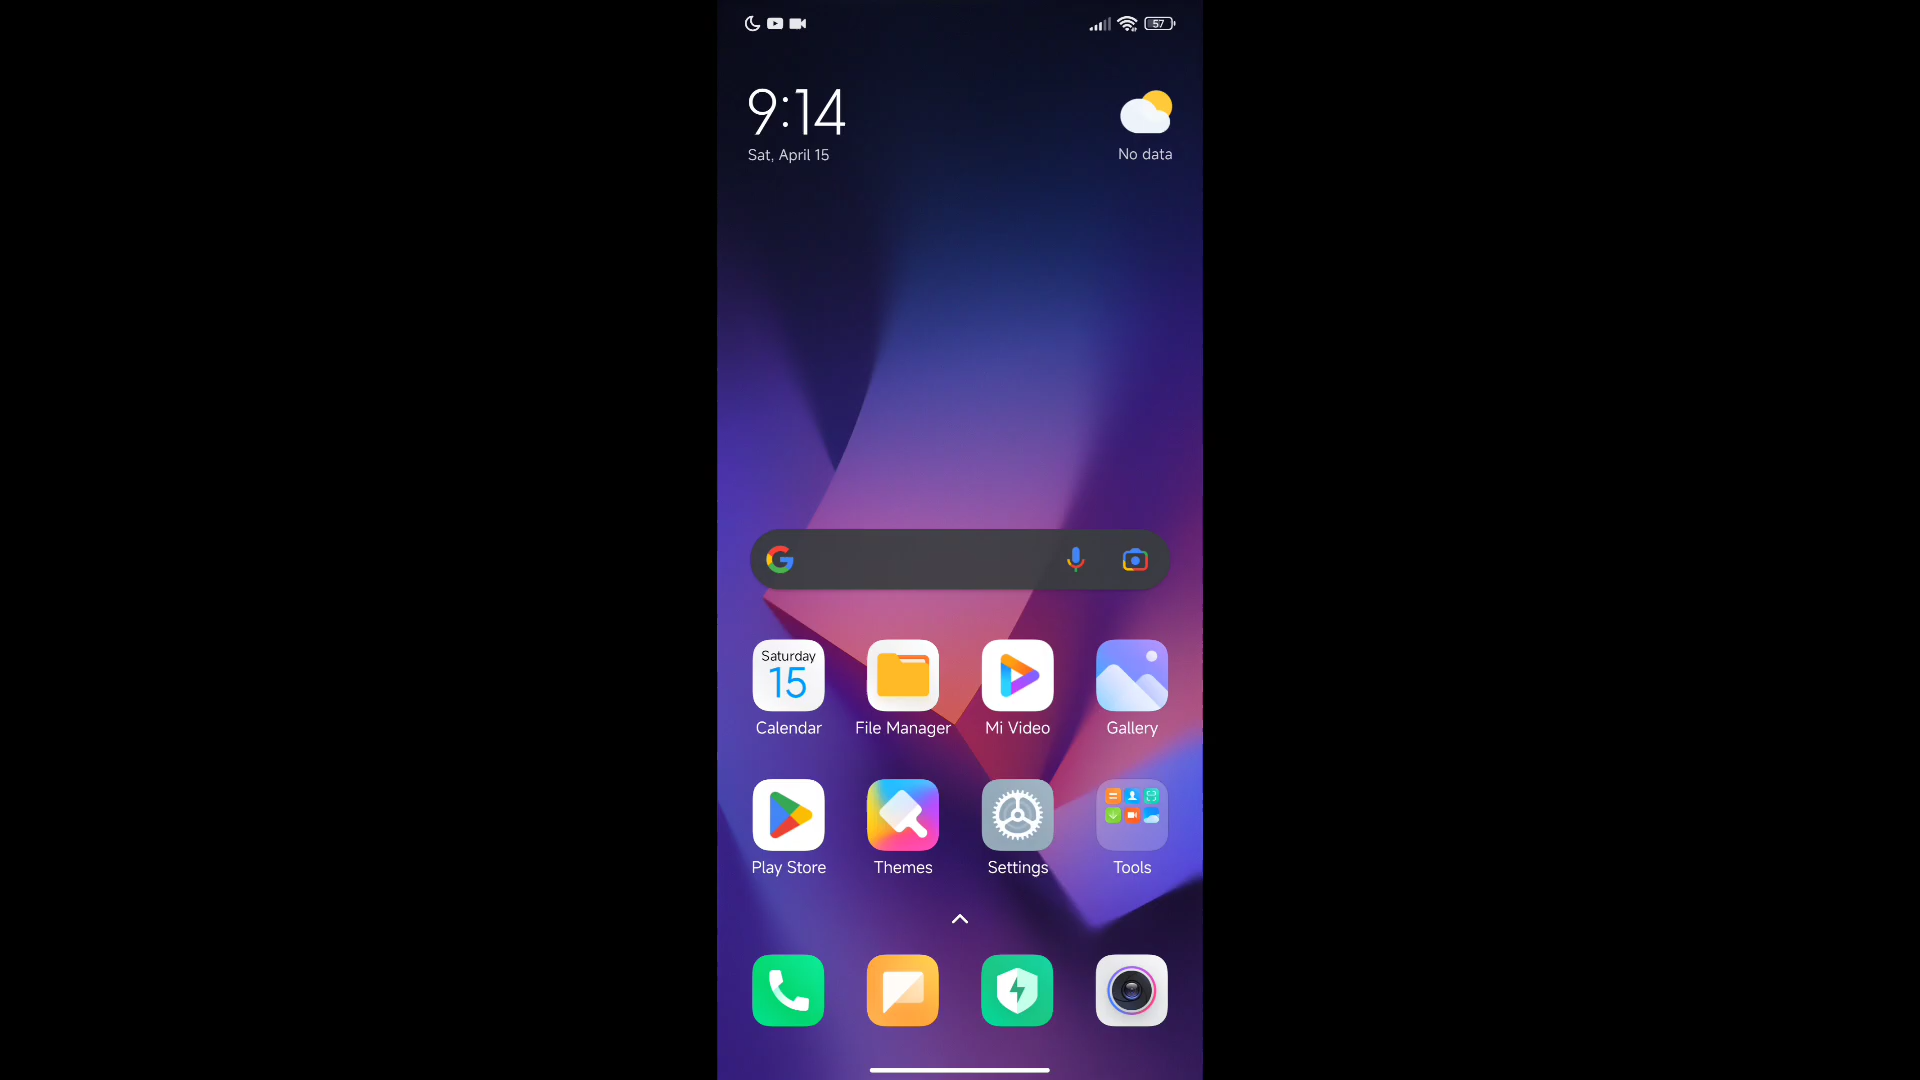 57
9:14
Sat, April 15
No data
G
Saturday
15
Calendar
File Manager
Mi Video
Gallery
Play Store
Themes
Settings
Tools